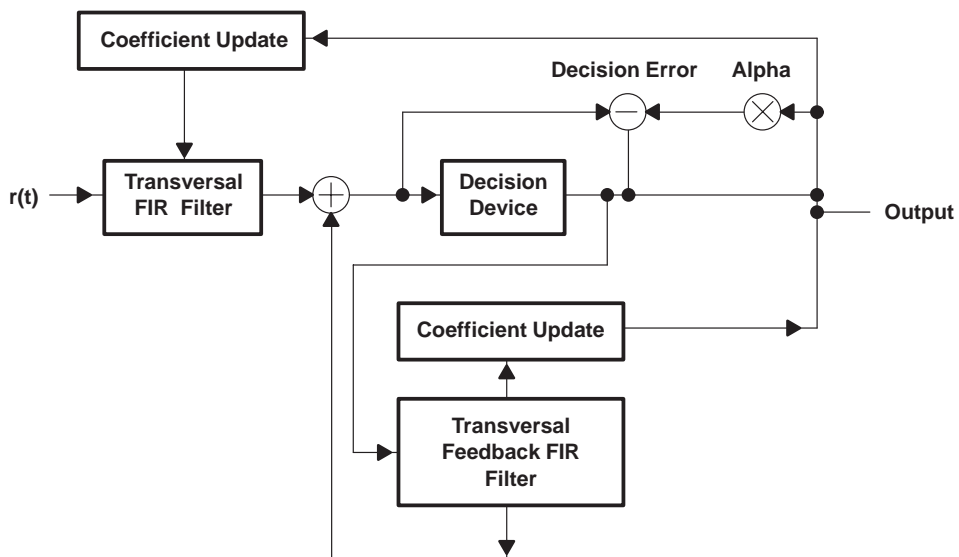 Coefficient Update
Decision Error
Alpha
r(t)
Transversal
FIR Filter
Decision
Device
Output
Coefficient Update
Transversal
Feedback FIR
Filter